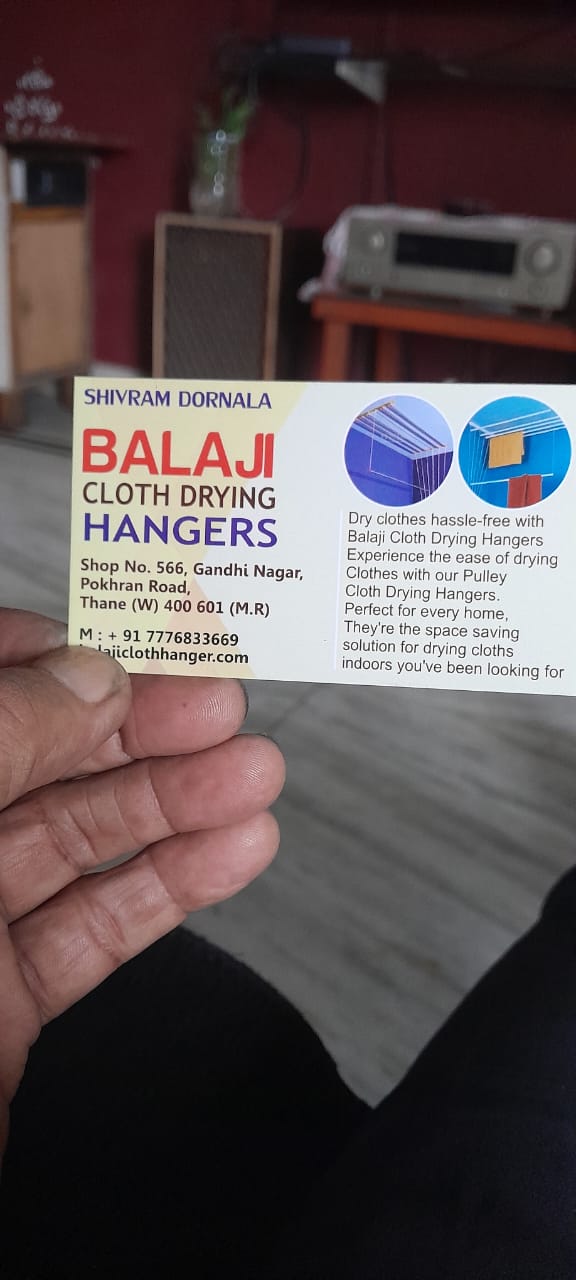 SHIVRAM DORNALA
BALAJI
CLOTH DRYING
HANGERS
Shop No. 566, Gandhi Nagar,
Pokhran Road,
Thane (W) 400 601 (M.R)
M : + 91 7776833669
balajiclothhanger.com
Dry clothes hassle-free with
Balaji Cloth Drying Hangers
Experience the ease of drying
Clothes with our Pulley
Cloth Drying Hangers.
Perfect for every home,
They're the space saving
solution for drying cloths
indoors you've been looking for